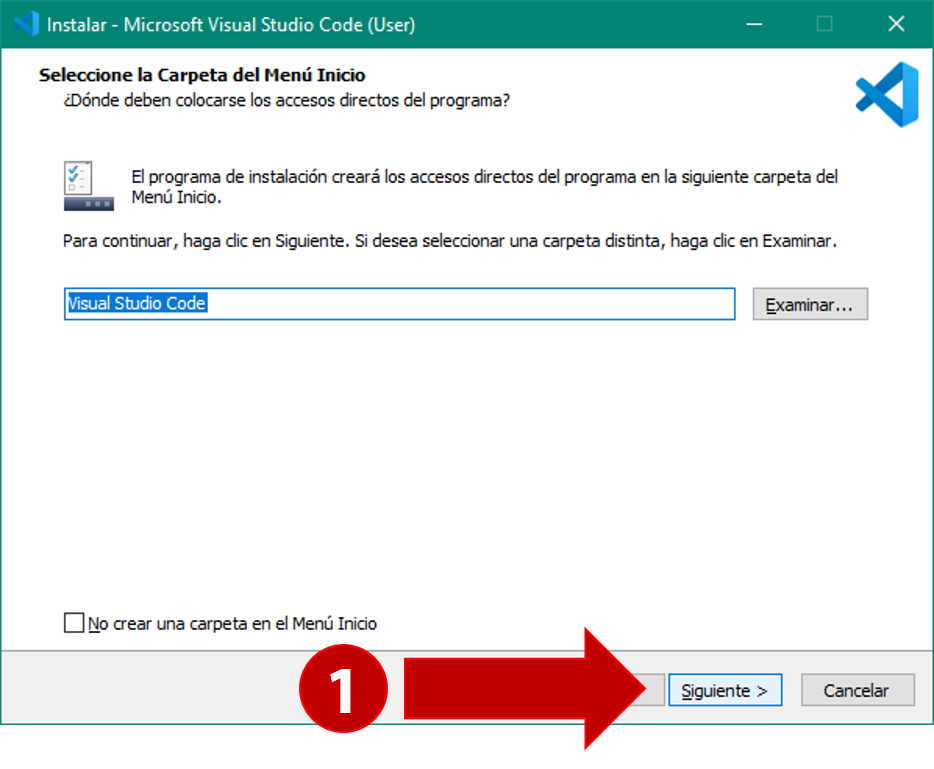 Instalar - Microsoft Visual Studio Code (User)
Seleccione la Carpeta del Menú Inicio
¿Dónde deben colocarse los accesos directos del programa?
El programa de instalación creará los accesos directos del programa en la siguiente carpeta del
Menú Inicio.
Para continuar, haga clic en Siguiente. Si desea seleccionar una carpeta distinta, haga clic en Examinar.
Visual Studio Code
Examinar...
No crear una carpeta en el Menú Inicio
1
Siguiente >
Cancelar